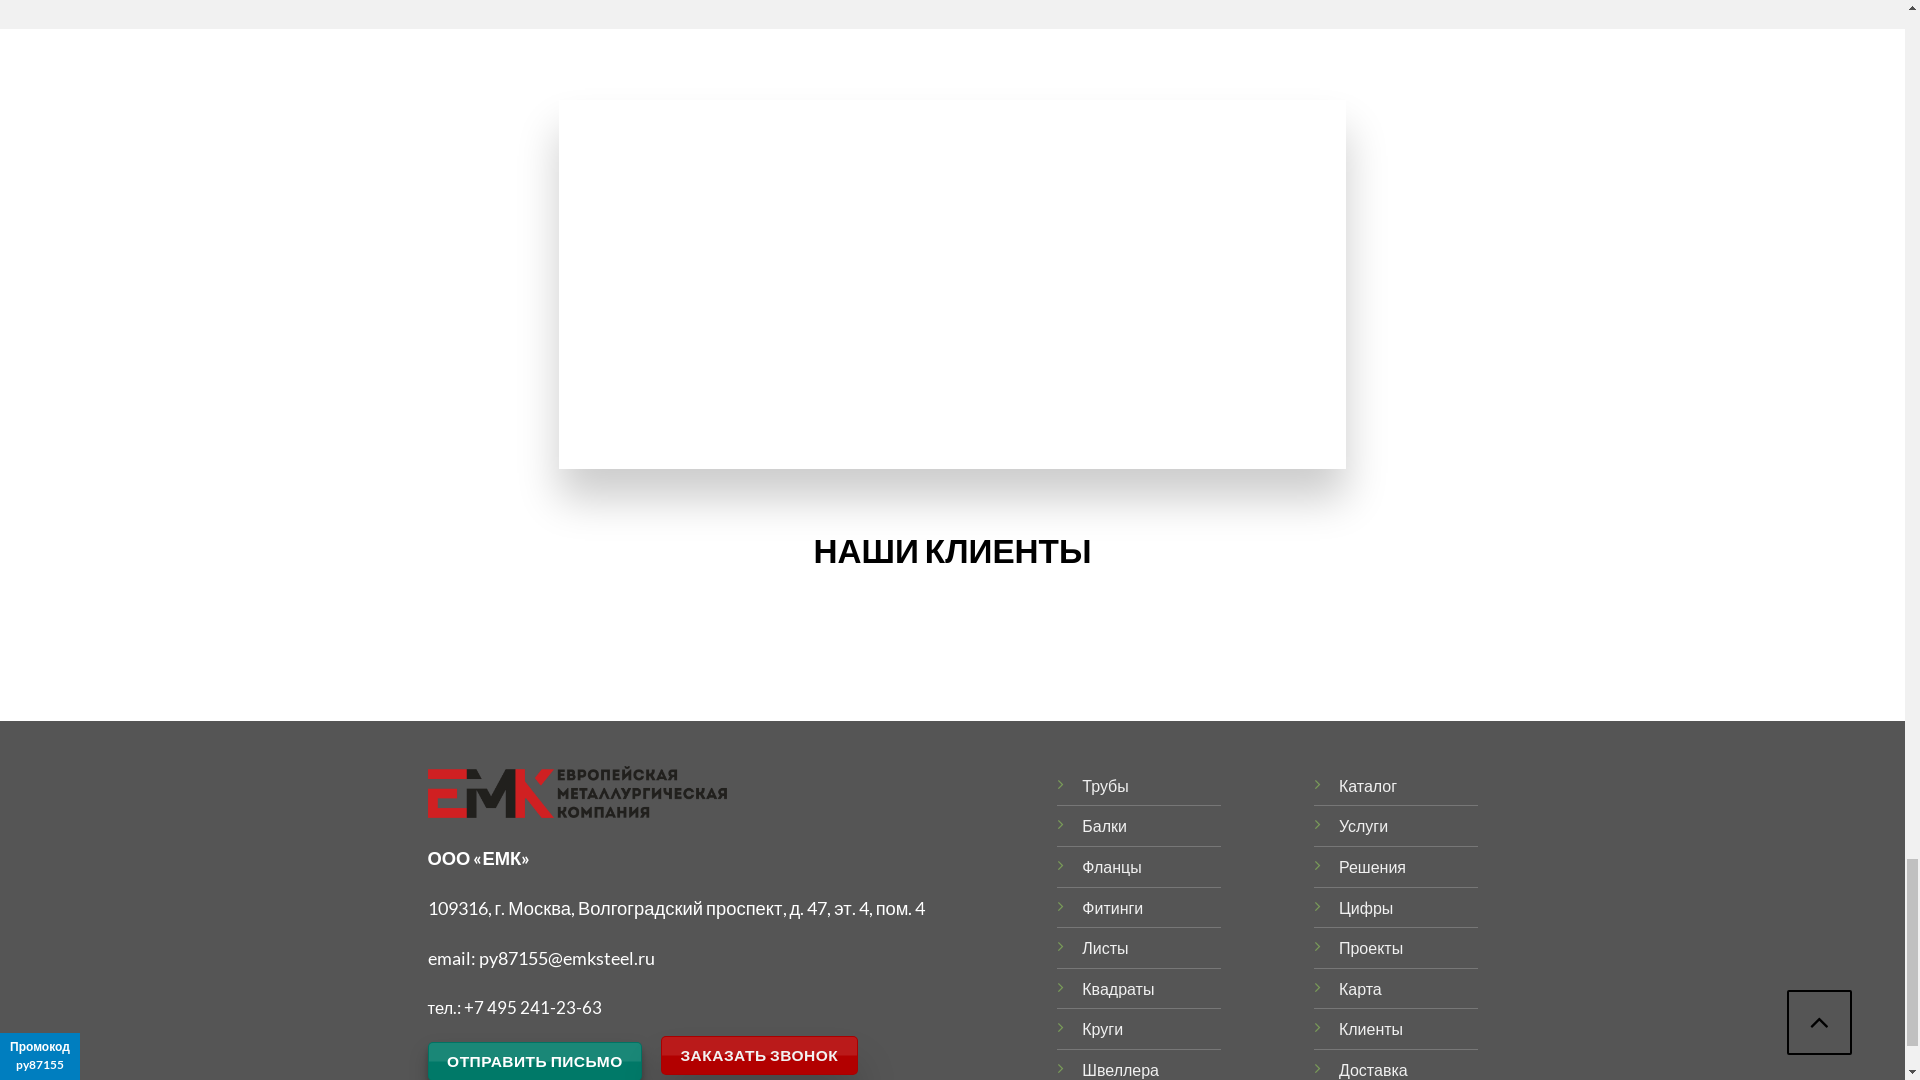 НАШИ КЛИЕНТЫ
ЕМК ЕВРОПЕЙСКАЯ
МЕТАЛЛУРГИЧЕСКАЯ
КОМПАНИЯ
ООО «ЕМК»
109316, г. Москва, Волгоградский проспект, д. 47, эт. 4, пом. 4
email: py87155@emksteel.ru
тел.: +7 495 241-23-63
ОТПРАВИТЬ ПИСЬМО
ЗАКАЗАТЬ ЗВОНОК
Трубы
Балки
Фланцы
Фитинги
Листы
Квадраты
Круги
Швеллера
Каталог
Услуги
Решения
Цифры
Проекты
Карта
Клиенты
Доставка
Промокод
py87155